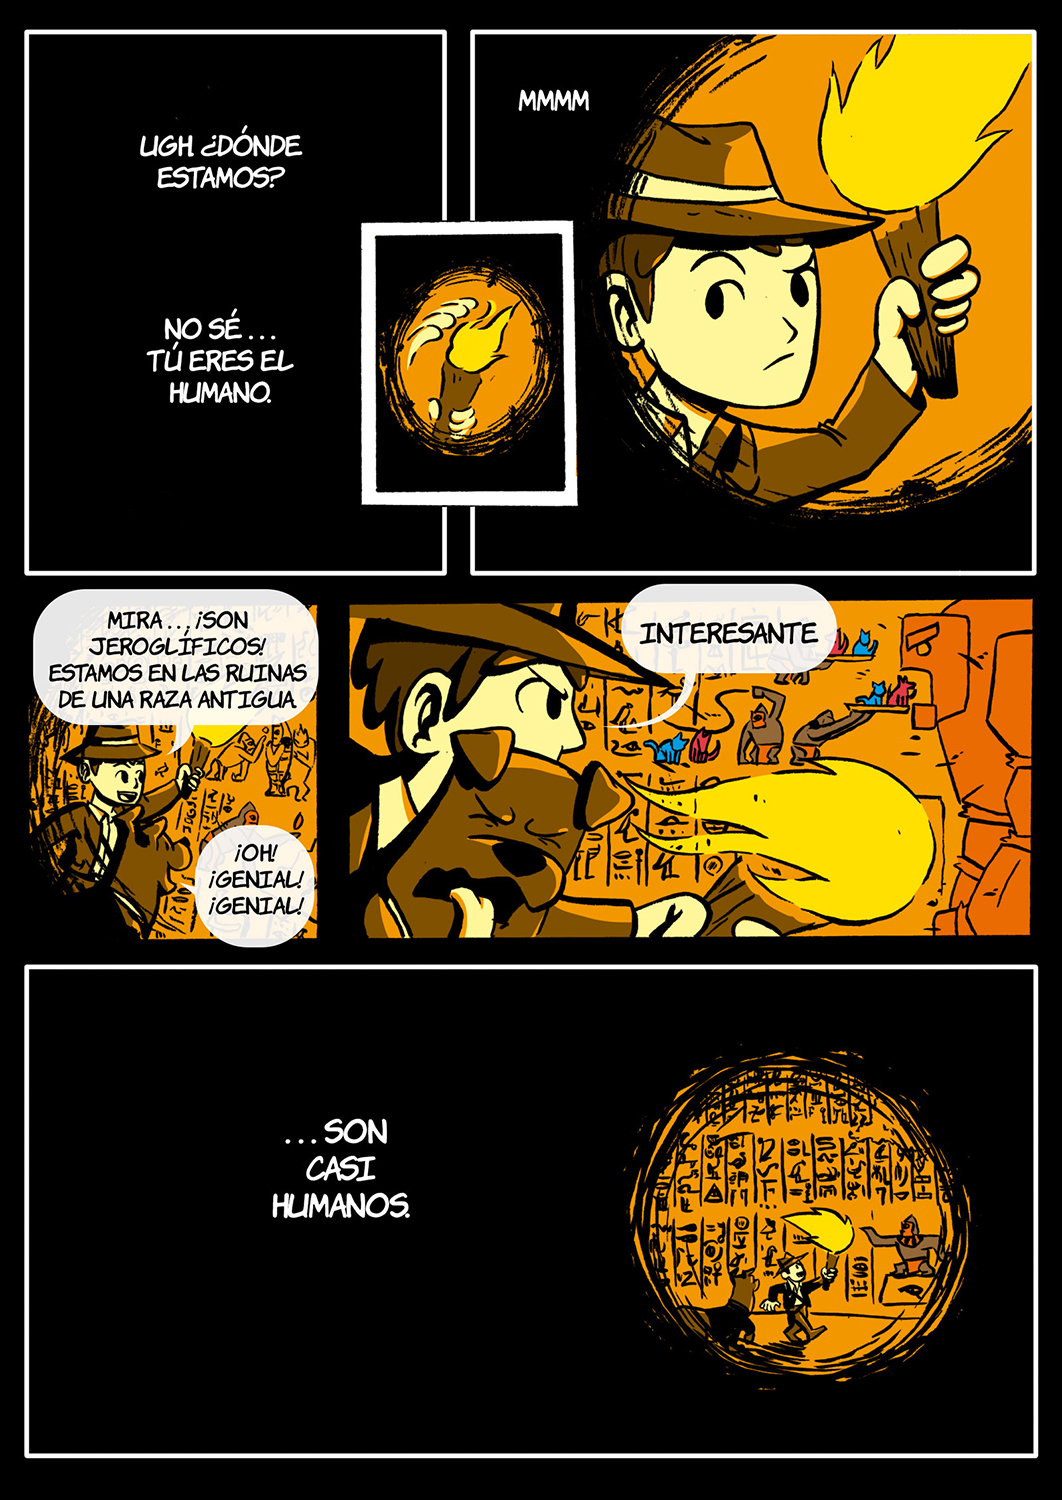 UGH ¿DÓNDE
ESTAMOS?
NO SÉ...
TÚ ERES EL
HUMANO.
MMMM
MIRA... ¡SON
JEROGLÍFICOS!
ESTAMOS EN LAS RUINAS
DE UNA RAZA ANTIGUA
¡OH!
¡GENIAL!
¡GENIAL!
INTERESANTE
...SON
CASI
HUMANOS.